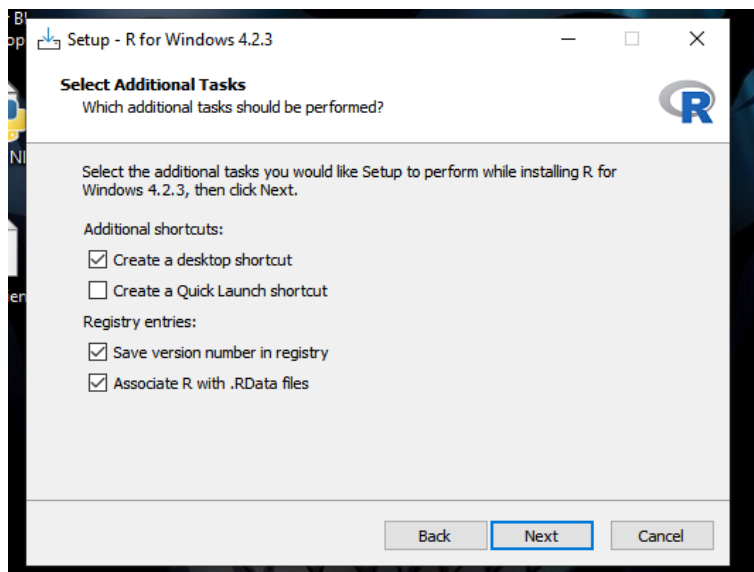 Setup - R for Windows 4.2.3
Select Additional Tasks
Which additional tasks should be performed?
R
Select the additional tasks you would like Setup to perform while installing R for
Windows 4.2.3, then click Next.
Additional shortcuts:
Create a desktop shortcut
Create a Quick Launch shortcut
Registry entries:
Save version number in registry
Associate R with .RData files
Back
Next
Cancel